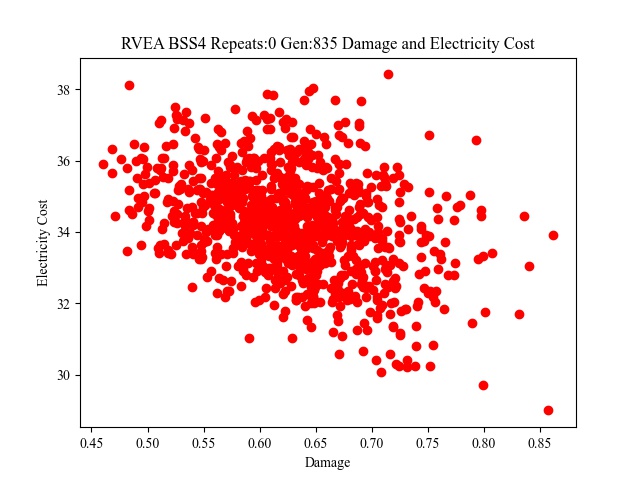 RVEA BSS4 Repeats:0 Gen:835 Damage and Electricity Cost
38
36
34
32
30
Electricity Cost
0.45 0.50 0.55 0.60 0.65 0.70 0.75 0.80 0.85
Damage